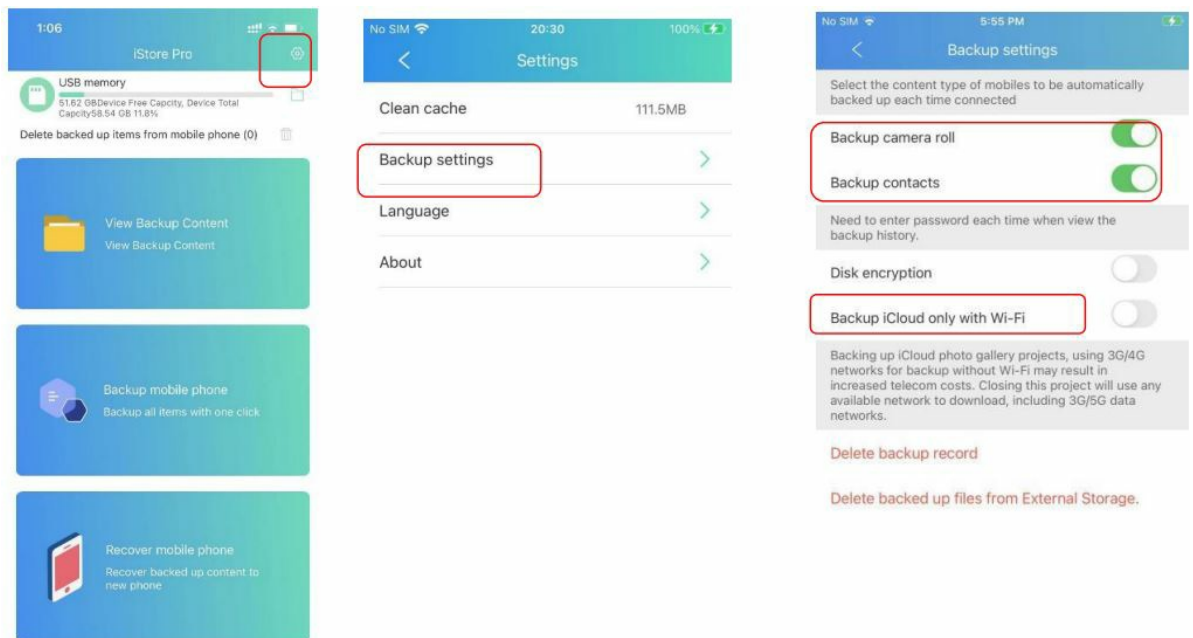 1:06
iStore Pro
USB memory
51.62 GBDevice Free Capcity, Device Total
Capcity58.54 GB 11.8%
Delete backed up items from mobile phone (0)
View Backup Content
View Backup Content
Backup mobile phone
Backup all items with one click
Recover mobile phone
Recover backed up content to
new phone
No SIM 20:30 100%
Settings
Clean cache 111.5MB
Backup settings
Language
About
No SIM 5:55 PM
Backup settings
Select the content type of mobiles to be automatically
backed up each time connected
Backup camera roll
Backup contacts
Need to enter password each time when view the
backup history.
Disk encryption
Backup iCloud only with Wi-Fi
Backing up iCloud photo gallery projects, using 3G/4G
networks for backup without Wi-Fi may result in
increased telecom costs. Closing this project will use any
available network to download, including 3G/5G data
networks.
Delete backup record
Delete backed up files from External Storage.